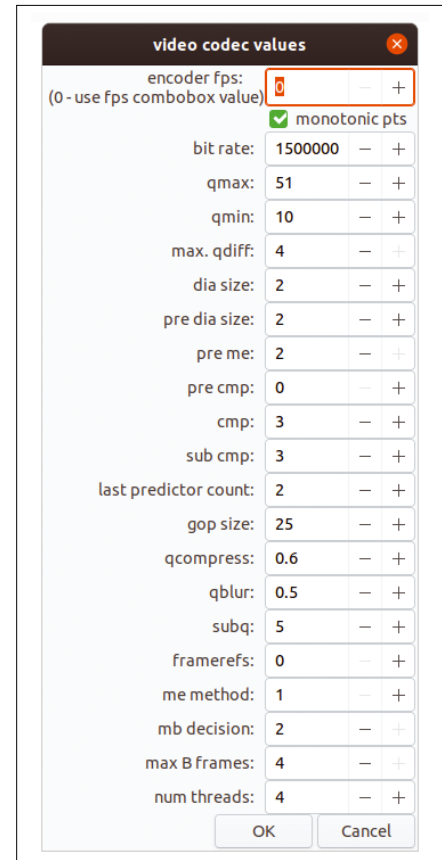 video codec values
encoder fps:
(0 - use fps combobox value) 0 − +
monotonic pts
bit rate: 1500000 − +
qmax: 51 − +
qmin: 10 − +
max. qdiff: 4 − +
dia size: 2 − +
pre dia size: 2 − +
pre me: 2 − +
pre cmp: 0 − +
cmp: 3 − +
sub cmp: 3 − +
last predictor count: 2 − +
gop size: 25 − +
qcompress: 0.6 − +
qblur: 0.5 − +
subq: 5 − +
framerefs: 0 − +
me method: 1 − +
mb decision: 2 − +
max B frames: 4 − +
num threads: 4 − +
OK Cancel